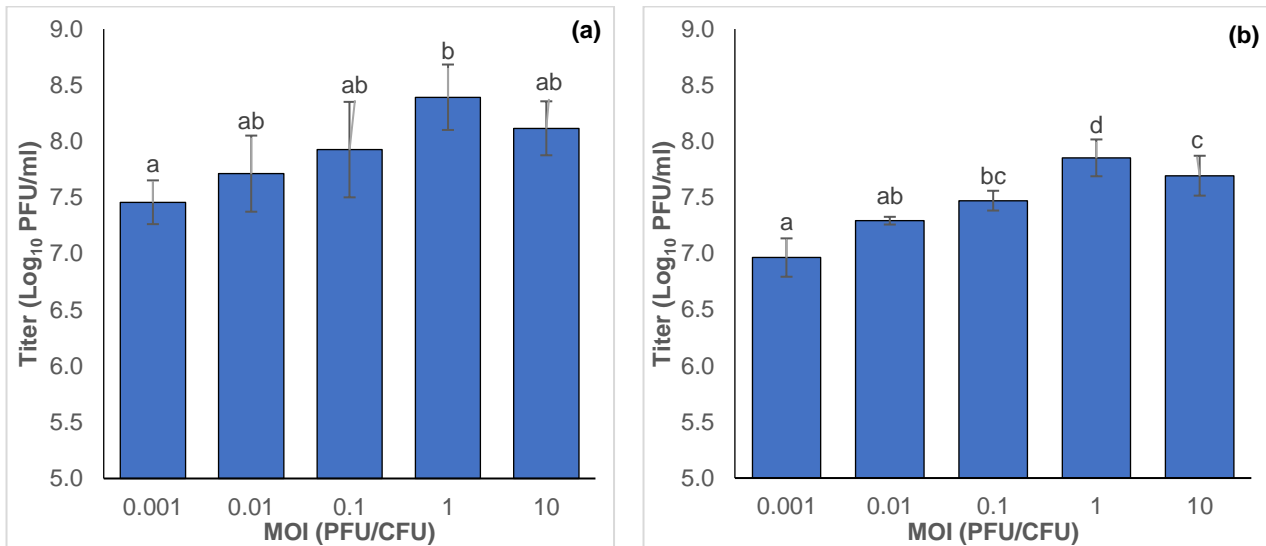 (a)
Titer (Log₁₀ PFU/ml)
9.0
8.5
8.0
7.5
7.0
6.5
6.0
5.5
5.0
a
ab
ab
b
ab
0.001 0.01 0.1 1 10
MOI (PFU/CFU)
(b)
Titer (Log₁₀ PFU/ml)
9.0
8.5
8.0
7.5
7.0
6.5
6.0
5.5
5.0
a
ab
bc
d
c
0.001 0.01 0.1 1 10
MOI (PFU/CFU)